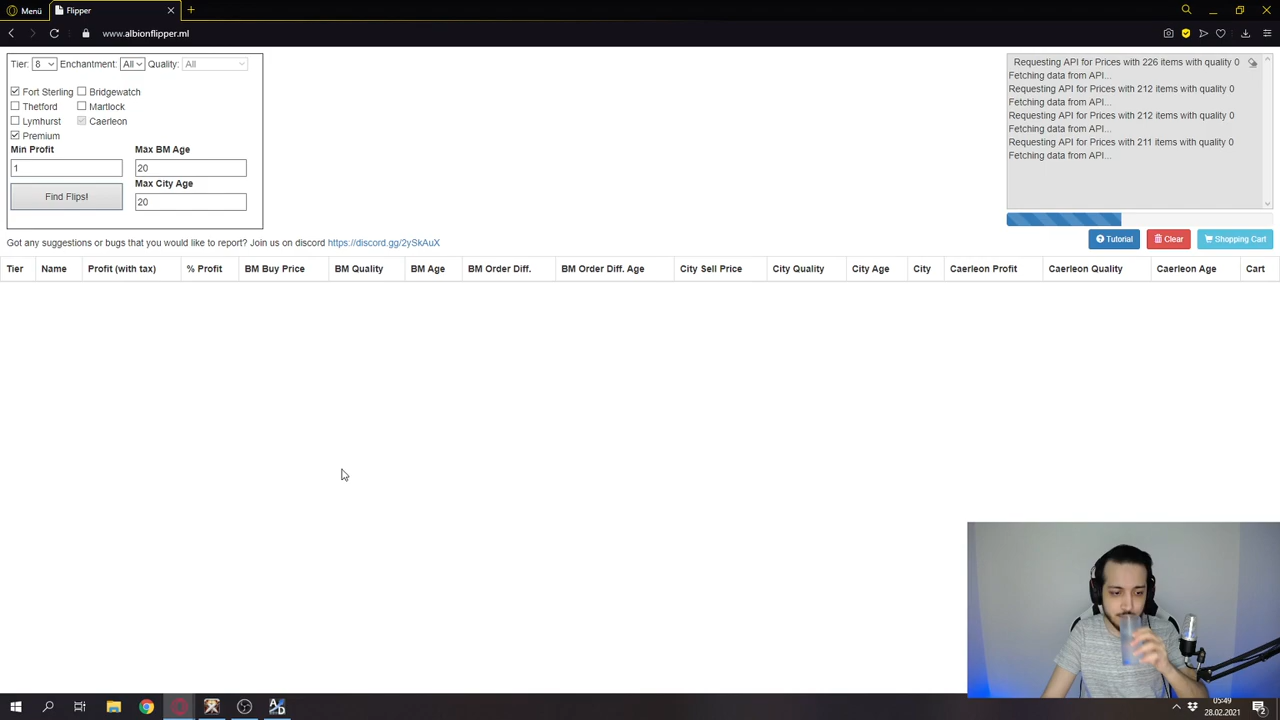 Menü
Flipper
www.albionflipper.ml
Tier: 8 Enchantment: All Quality: All
Fort Sterling Bridgewatch
Thetford Martlock
Lymhurst Caerleon
Premium
Min Profit Max BM Age
1 20
Max City Age
Find Flips! 20
Requesting API for Prices with 226 items with quality 0
Fetching data from API...
Requesting API for Prices with 212 items with quality 0
Fetching data from API...
Requesting API for Prices with 212 items with quality 0
Fetching data from API...
Requesting API for Prices with 211 items with quality 0
Fetching data from API...
Tutorial Clear Shopping Cart
Got any suggestions or bugs that you would like to report? Join us on discord https://discord.gg/2ySkAuX
Tier Name Profit (with tax) % Profit BM Buy Price BM Quality BM Age BM Order Diff. BM Order Diff. Age City Sell Price City Quality City Age City Caerleon Profit Caerleon Quality Caerleon Age Cart
05:49
28.02.2021
2